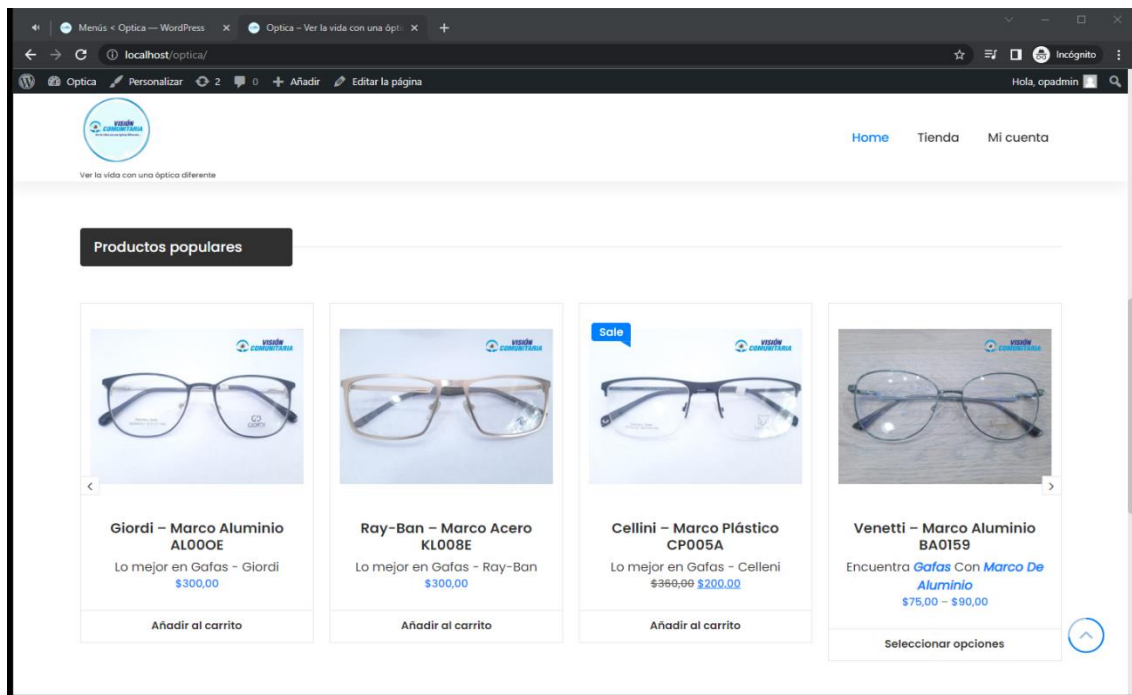 Menús < Optica — WordPress
Optica – Ver la vida con una ópti
localhost/optica/
Incógnito
Optica Personalizar 2 0 Añadir Editar la página
Hola, opadmin
VISIÓN
COMUNITARIA
Home Tienda Mi cuenta
Ver la vida con una óptica diferente
Productos populares
VISIÓN
COMUNITARIA
VISIÓN
COMUNITARIA
Sale
VISIÓN
COMUNITARIA
VISIÓN
COMUNITARIA
Giordi – Marco Aluminio
AL00OE
Lo mejor en Gafas - Giordi
$300,00
Añadir al carrito
Ray-Ban – Marco Acero
KL008E
Lo mejor en Gafas - Ray-Ban
$300,00
Añadir al carrito
Cellini – Marco Plástico
CP005A
Lo mejor en Gafas - Celleni
$360,00 $200,00
Añadir al carrito
Venetti – Marco Aluminio
BA0159
Encuentra Gafas Con Marco De
Aluminio
$75,00 – $90,00
Seleccionar opciones